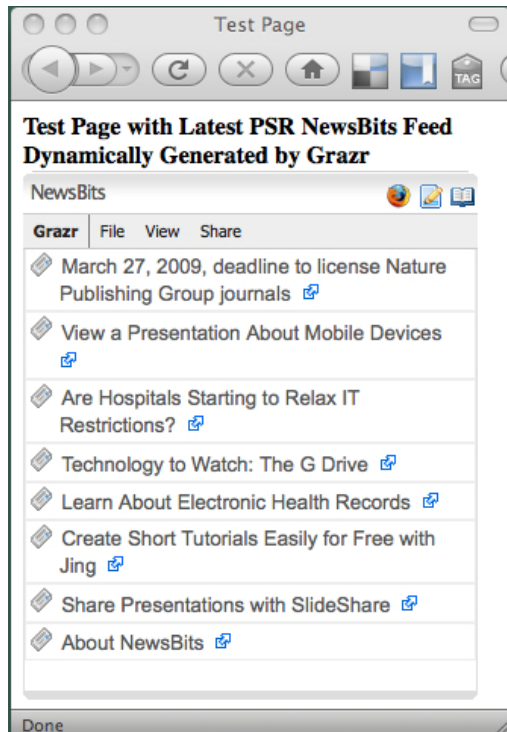 Test Page
TAG
Test Page with Latest PSR NewsBits Feed
Dynamically Generated by Grazr
NewsBits
Grazr File View Share
March 27, 2009, deadline to license Nature
Publishing Group journals
View a Presentation About Mobile Devices
Are Hospitals Starting to Relax IT
Restrictions?
Technology to Watch: The G Drive
Learn About Electronic Health Records
Create Short Tutorials Easily for Free with
Jing
Share Presentations with SlideShare
About NewsBits
Done